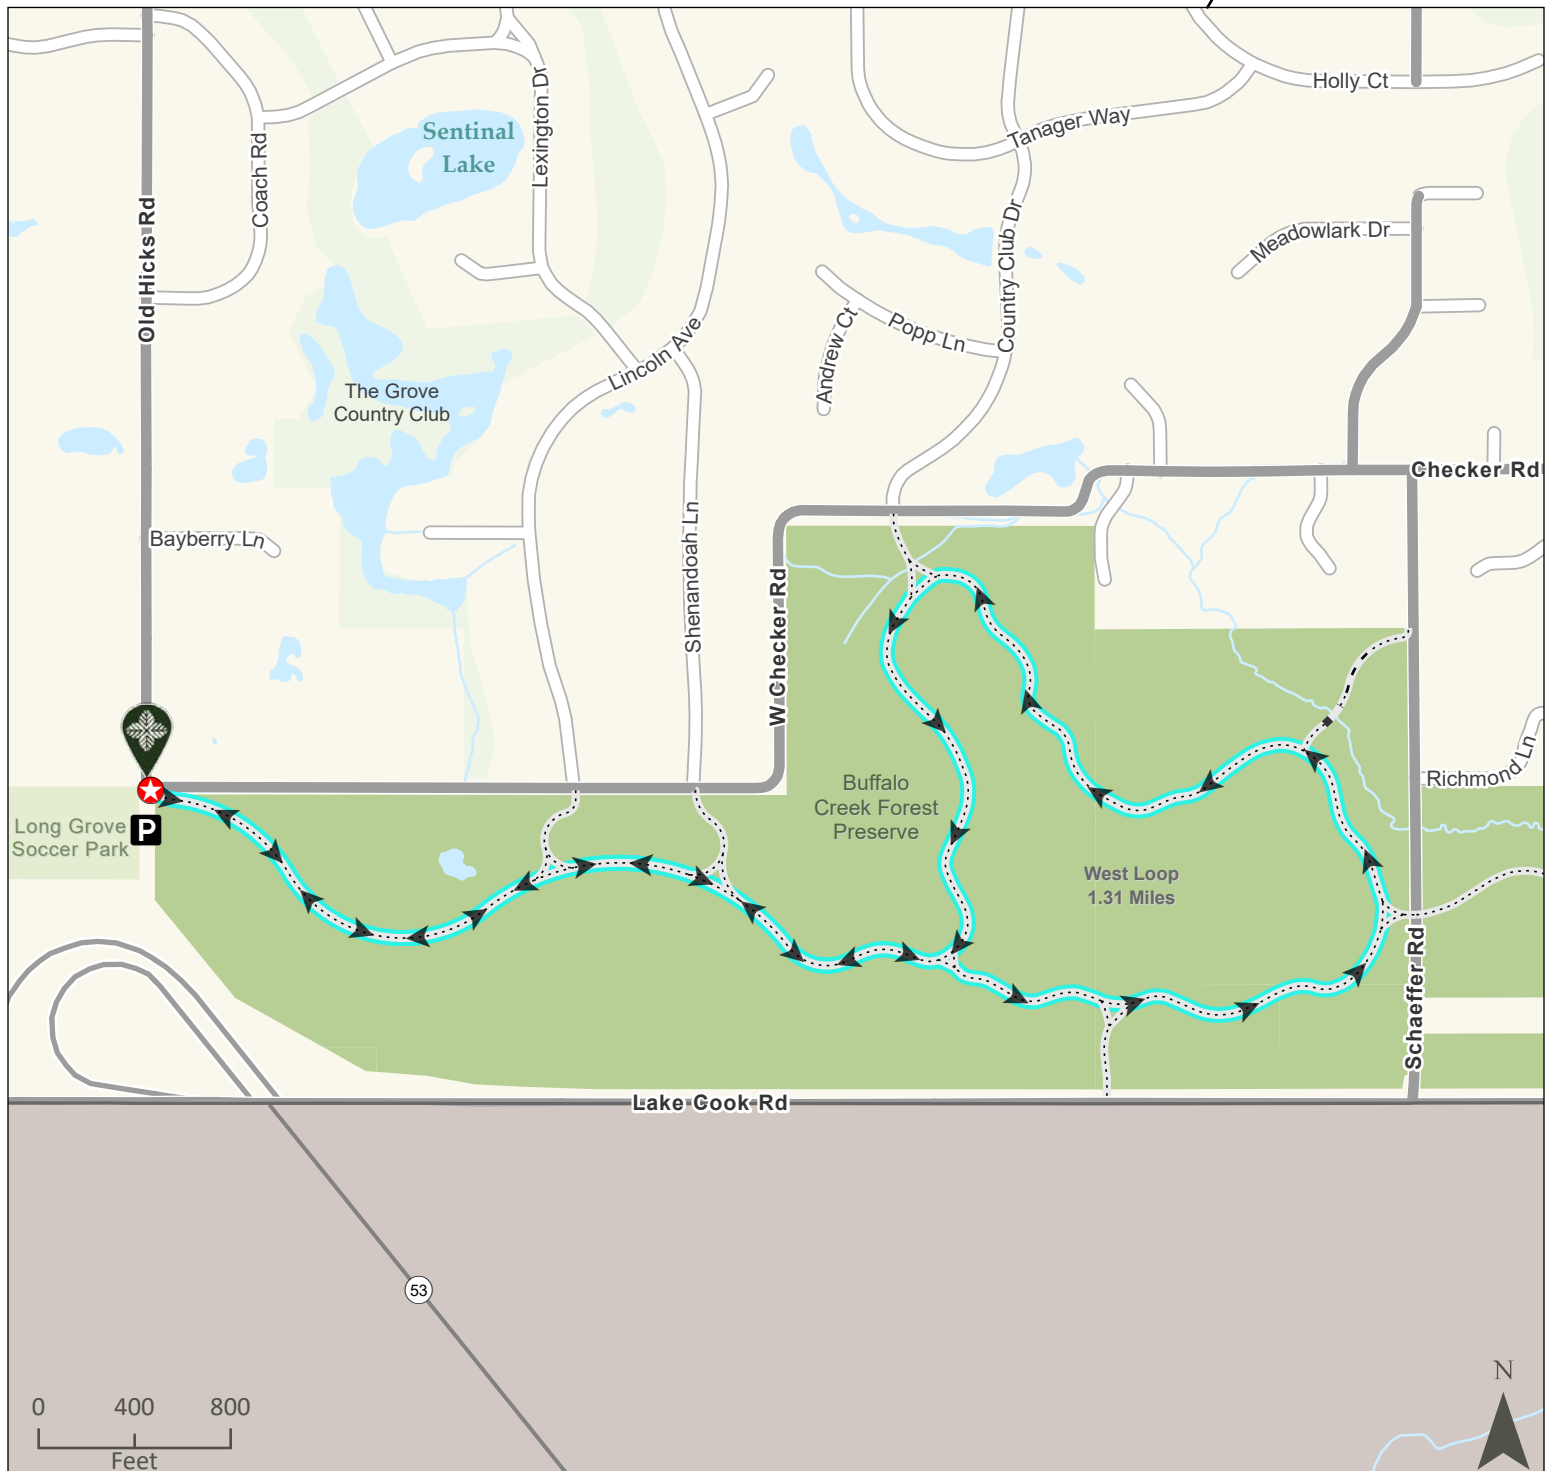 Holly Ct
Tanager Way
Sentinal
Lake
Lexington Dr
Coach Rd
Old Hicks Rd
Meadowlark Dr
Country Club Dr
Popp Ln
Andrew Ct
Lincoln Ave
The Grove
Country Club
Checker Rd
Bayberry Ln
Shenandoah Ln
W Checker Rd
Richmond Ln
Buffalo
Creek Forest
Preserve
Long Grove
Soccer Park
P
West Loop
1.31 Miles
Schaeffer Rd
Lake Cook Rd
53
N
0 400 800
Feet